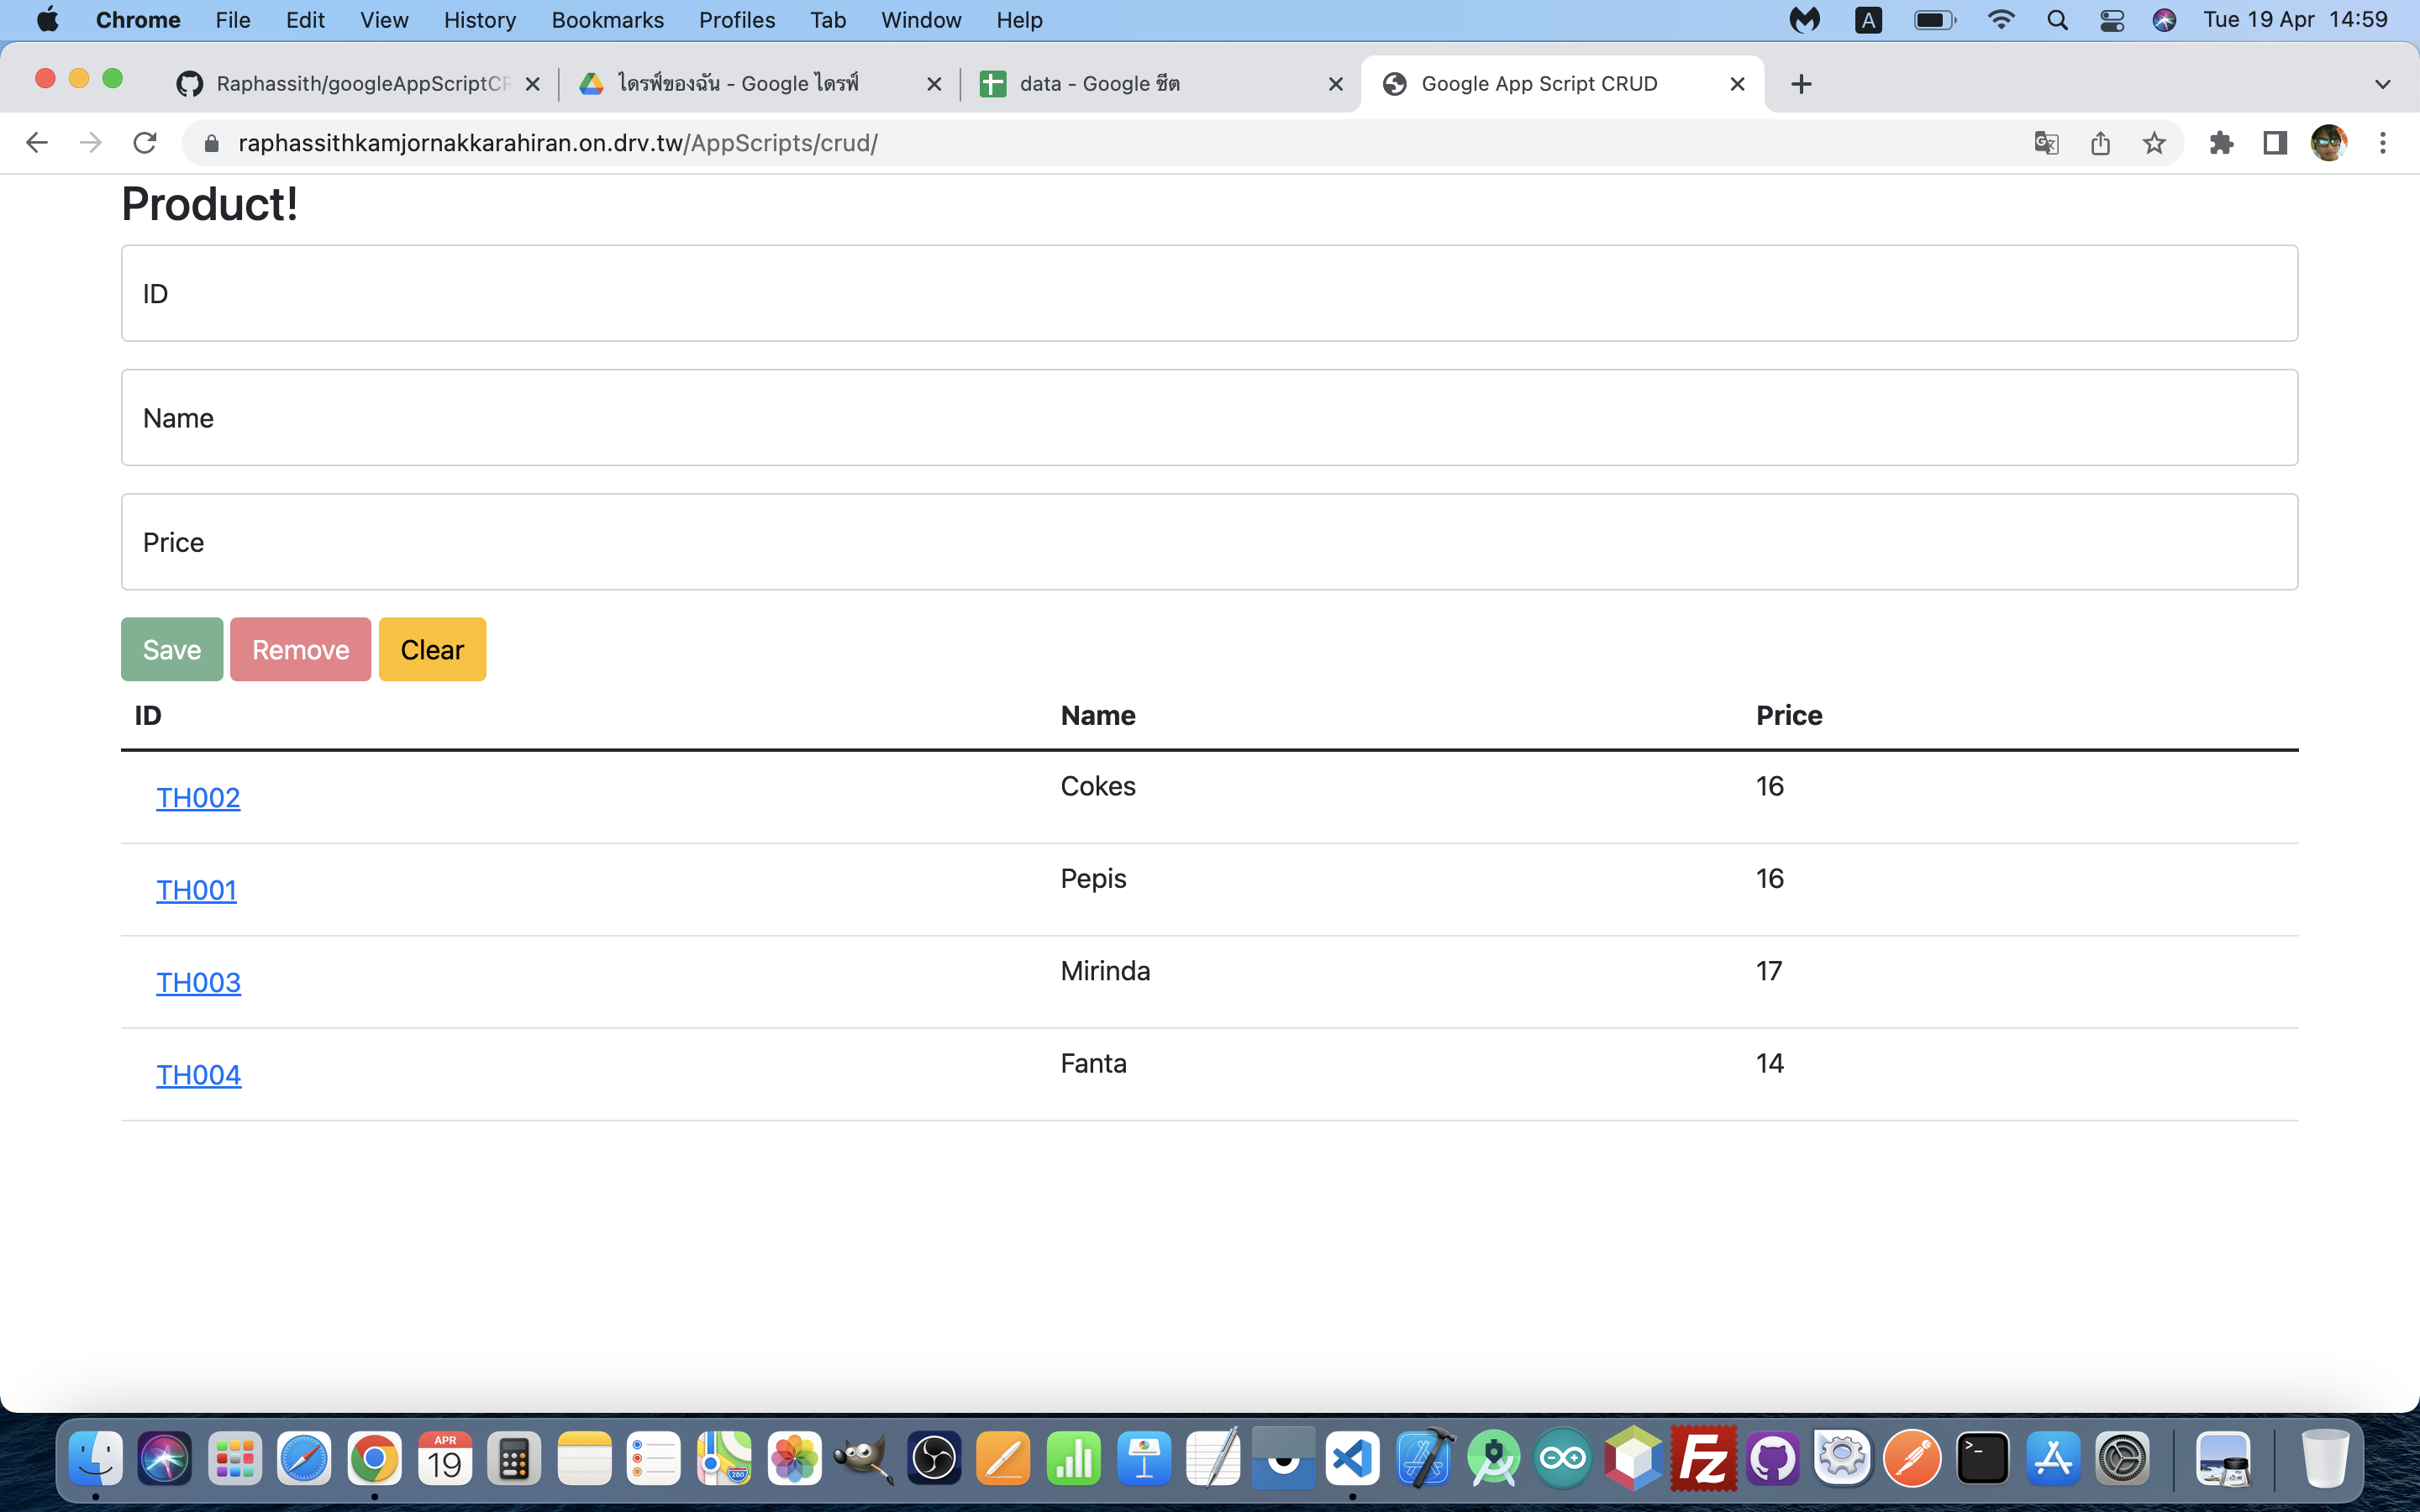 Chrome File Edit View History Bookmarks Profiles Tab Window Help A Tue 19 Apr 14:59
Raphassith/googleAppScriptCR ไดรฟ์ของฉัน - Google ไดรฟ์ data - Google ชีต Google App Script CRUD
raphassithkamjornakkarahiran.on.drv.tw/AppScripts/crud/
Product!
ID
Name
Price
Save Remove Clear
ID Name Price
TH002 Cokes 16
TH001 Pepis 16
TH003 Mirinda 17
TH004 Fanta 14
APR
19
280
Fz